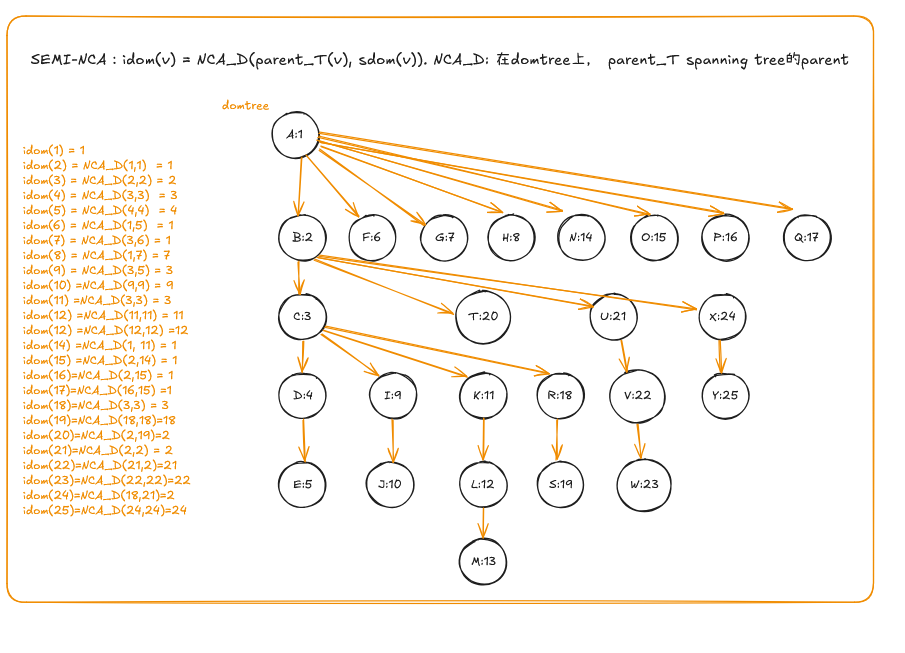 SEMI-NCA : idom(v) = NCA_D(parent_T(v), sdom(v)). NCA_D: 在domtree上， parent_T spanning tree的parent
domtree
A:1
idom(1) = 1
idom(2) = NCA_D(1,1) = 1
idom(3) = NCA_D(2,2) = 2
idom(4) = NCA_D(3,3) = 3
idom(5) = NCA_D(4,4) = 4
idom(6) = NCA_D(1,5) = 1
idom(7) = NCA_D(3,6) = 1
idom(8) = NCA_D(1,7) = 7
idom(9) = NCA_D(3,5) = 3
idom(10) =NCA_D(9,9) = 9
idom(11) =NCA_D(3,3) = 3
idom(12) =NCA_D(11,11) = 11
idom(12) =NCA_D(12,12) =12
idom(14) =NCA_D(1, 11) = 1
idom(15) =NCA_D(2,14) = 1
idom(16)=NCA_D(2,15) = 1
idom(17)=NCA_D(16,15) =1
idom(18)=NCA_D(3,3) = 3
idom(19)=NCA_D(18,18)=18
idom(20)=NCA_D(2,19)=2
idom(21)=NCA_D(2,2) = 2
idom(22)=NCA_D(21,2)=21
idom(23)=NCA_D(22,22)=22
idom(24)=NCA_D(18,21)=2
idom(25)=NCA_D(24,24)=24
B:2
F:6
G:7
H:8
N:14
O:15
P:16
Q:17
C:3
T:20
U:21
X:24
D:4
I:9
K:11
R:18
V:22
Y:25
E:5
J:10
L:12
S:19
W:23
M:13